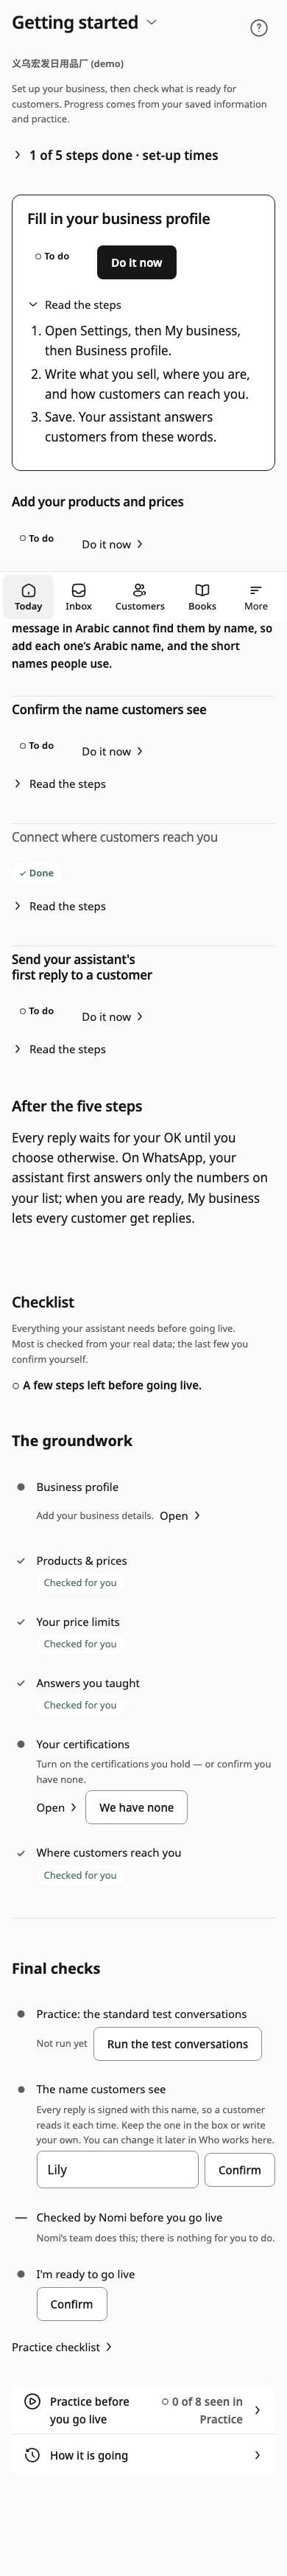 Getting started
义乌宏发日用品厂 (demo)
Set up your business, then check what is ready for
customers. Progress comes from your saved information
and practice.
1 of 5 steps done · set-up times
Fill in your business profile
To do
Do it now
Read the steps
1. Open Settings, then My business,
then Business profile.
2. Write what you sell, where you are,
and how customers can reach you.
3. Save. Your assistant answers
customers from these words.
Add your products and prices
To do
Do it now
Today
Inbox
Customers
Books
More
message in Arabic cannot find them by name, so
add each one's Arabic name, and the short
names people use.
Confirm the name customers see
To do
Do it now
Read the steps
Connect where customers reach you
Done
Read the steps
Send your assistant's
first reply to a customer
To do
Do it now
Read the steps
After the five steps
Every reply waits for your OK until you
choose otherwise. On WhatsApp, your
assistant first answers only the numbers on
your list; when you are ready, My business
lets every customer get replies.
Checklist
Everything your assistant needs before going live.
Most is checked from your real data; the last few you
confirm yourself.
A few steps left before going live.
The groundwork
Business profile
Add your business details. Open
Products & prices
Checked for you
Your price limits
Checked for you
Answers you taught
Checked for you
Your certifications
Turn on the certifications you hold — or confirm you
have none.
Open
We have none
Where customers reach you
Checked for you
Final checks
Practice: the standard test conversations
Not run yet
Run the test conversations
The name customers see
Every reply is signed with this name, so a customer
reads it each time. Keep the one in the box or write
your own. You can change it later in Who works here.
Lily
Confirm
Checked by Nomi before you go live
Nomi's team does this; there is nothing for you to do.
I'm ready to go live
Confirm
Practice checklist
Practice before
you go live
0 of 8 seen in
Practice
How it is going